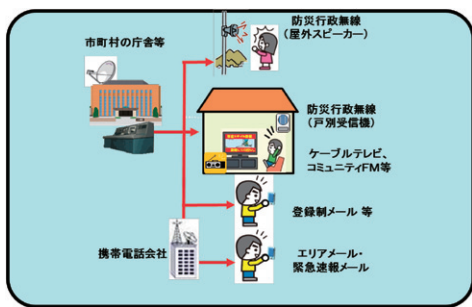 市町村の庁舎等
防災行政無線
(屋外スピーカー)
防災行政無線
(戸別受信機)
ケーブルテレビ、
コミュニティFM等
登録制メール 等
携帯電話会社
エリアメール・
緊急速報メール